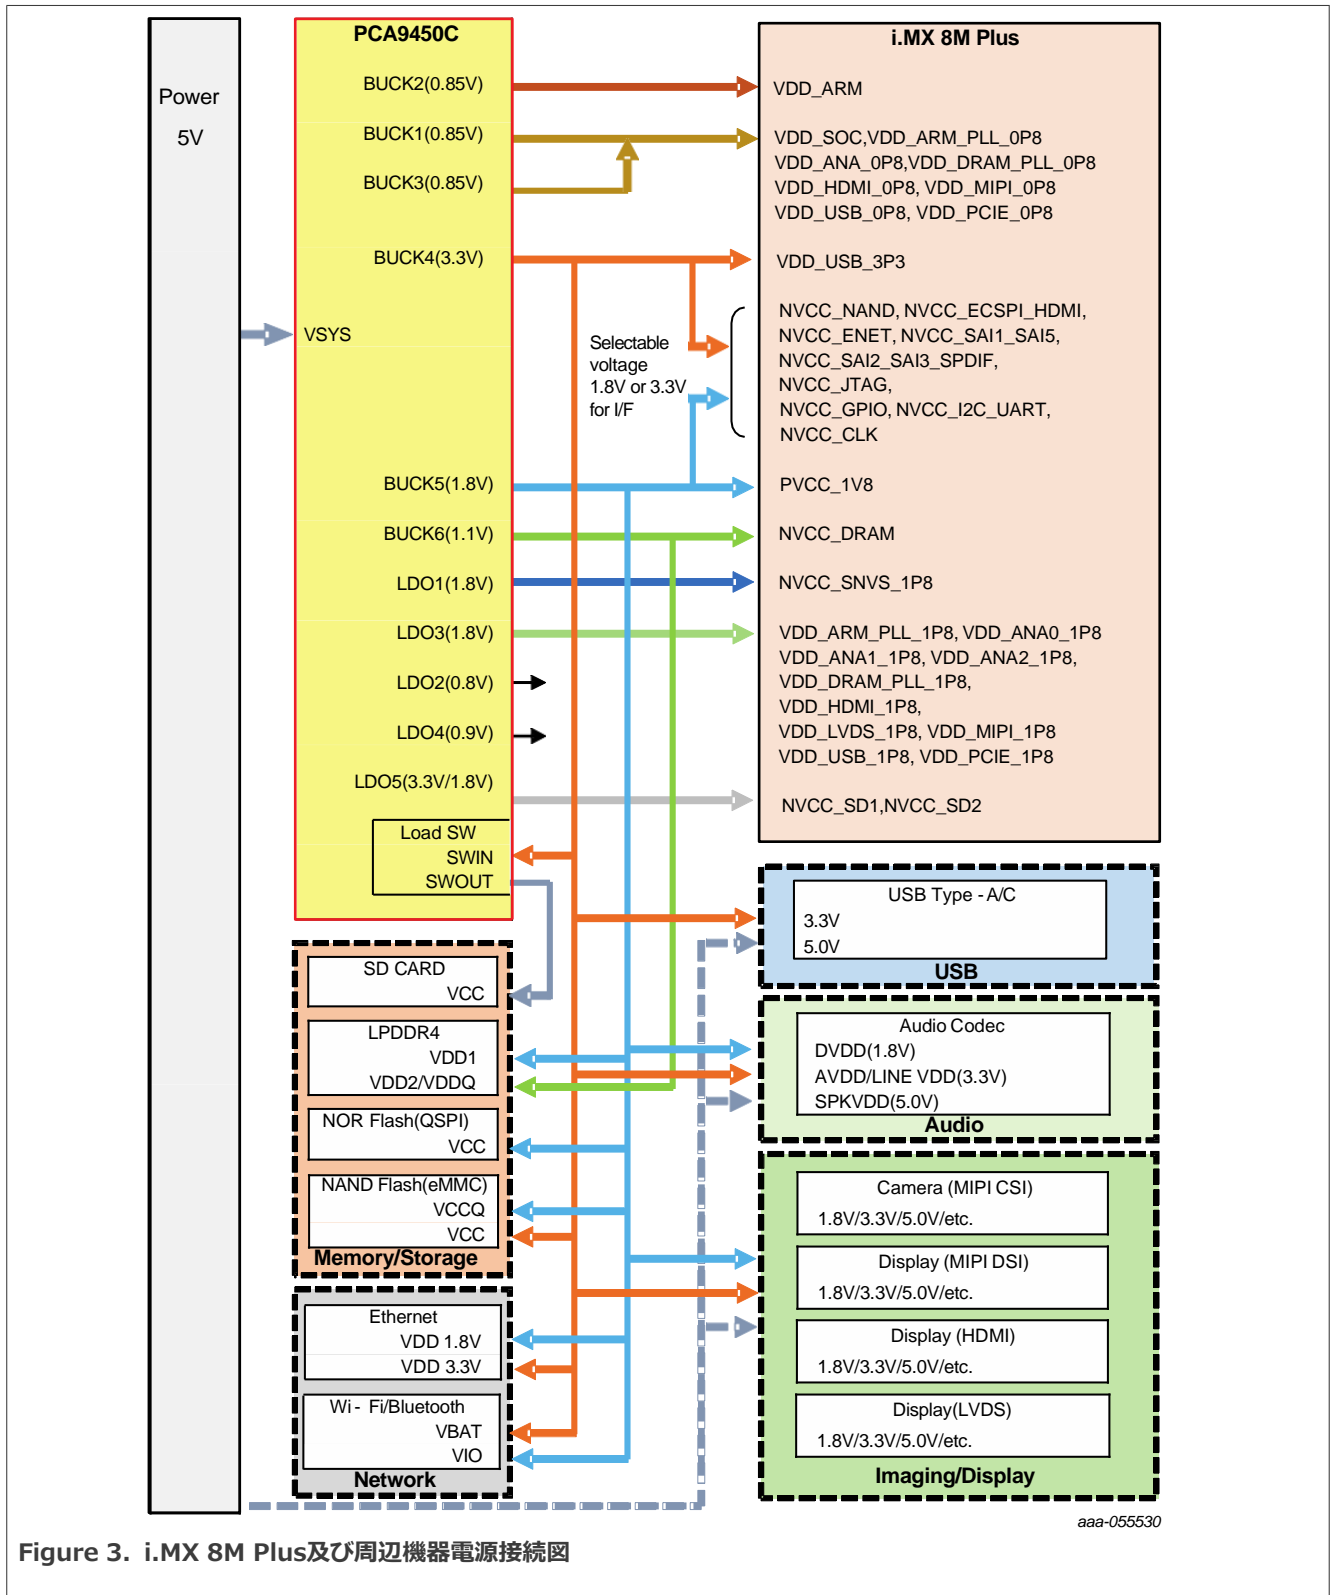 Power
5V
PCA9450C
BUCK2(0.85V)
BUCK1(0.85V)
BUCK3(0.85V)
BUCK4(3.3V)
VSYS
BUCK5(1.8V)
BUCK6(1.1V)
LDO1(1.8V)
LDO3(1.8V)
LDO2(0.8V)
LDO4(0.9V)
LDO5(3.3V/1.8V)
Load SW
SWIN
SWOUT
Selectable
voltage
1.8V or 3.3V
for I/F
i.MX 8M Plus
VDD_ARM
VDD_SOC,VDD_ARM_PLL_0P8
VDD_ANA_0P8,VDD_DRAM_PLL_0P8
VDD_HDMI_0P8, VDD_MIPI_0P8
VDD_USB_0P8, VDD_PCIE_0P8
VDD_USB_3P3
NVCC_NAND, NVCC_ECSPI_HDMI,
NVCC_ENET, NVCC_SAI1_SAI5,
NVCC_SAI2_SAI3_SPDIF,
NVCC_JTAG,
NVCC_GPIO, NVCC_I2C_UART,
NVCC_CLK
PVCC_1V8
NVCC_DRAM
NVCC_SNVS_1P8
VDD_ARM_PLL_1P8, VDD_ANA0_1P8
VDD_ANA1_1P8, VDD_ANA2_1P8,
VDD_DRAM_PLL_1P8,
VDD_HDMI_1P8,
VDD_LVDS_1P8, VDD_MIPI_1P8
VDD_USB_1P8, VDD_PCIE_1P8
NVCC_SD1,NVCC_SD2
SD CARD
VCC
LPDDR4
VDD1
VDD2/VDDQ
NOR Flash(QSPI)
VCC
NAND Flash(eMMC)
VCCQ
VCC
Memory/Storage
Ethernet
VDD 1.8V
VDD 3.3V
Wi - Fi/Bluetooth
VBAT
VIO
Network
USB Type - A/C
3.3V
5.0V
USB
Audio Codec
DVDD(1.8V)
AVDD/LINE VDD(3.3V)
SPKVDD(5.0V)
Audio
Camera (MIPI CSI)
1.8V/3.3V/5.0V/etc.
Display (MIPI DSI)
1.8V/3.3V/5.0V/etc.
Display (HDMI)
1.8V/3.3V/5.0V/etc.
Display(LVDS)
1.8V/3.3V/5.0V/etc.
Imaging/Display
aaa-055530
Figure 3. i.MX 8M Plus及び周辺機器電源接続図